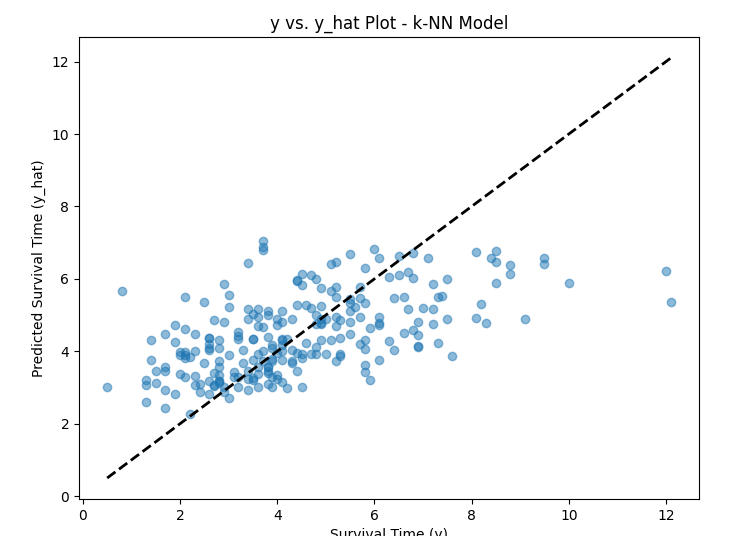 y vs. y_hat Plot - k-NN Model
12
10
8
6
4
2
0
Predicted Survival Time (y_hat)
0 2 4 6 8 10 12
Survival Time (y)